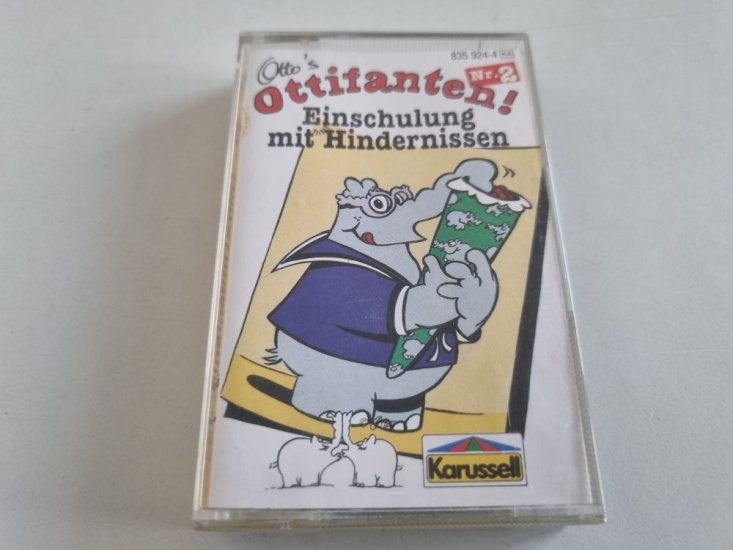 835 924-4
Otto's
Ottifanten!
Nr. 2
Einschulung
mit Hindernissen
Karussell